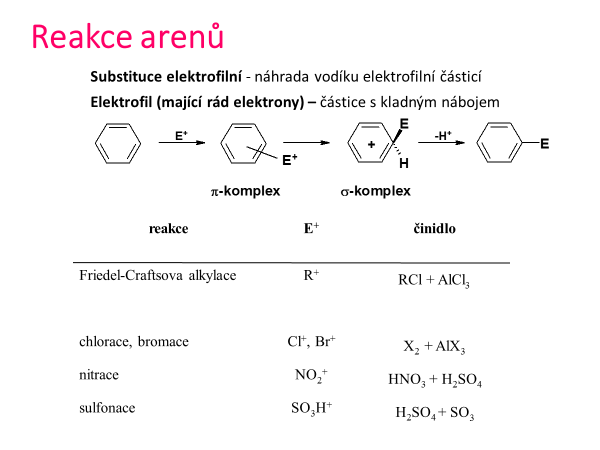 Reakce arenů
Substituce elektrofilní - náhrada vodíku elektrofilní částicí
Elektrofil (mající rád elektrony) – částice s kladným nábojem
E⁺
E⁺
+
E
H
-H⁺
E
π-komplex
σ-komplex
reakce E⁺ činidlo
Friedel-Craftsova alkylace R⁺ RCl + AlCl₃
chlorace, bromace Cl⁺, Br⁺ X₂ + AlX₃
nitrace NO₂⁺ HNO₃ + H₂SO₄
sulfonace SO₃H⁺ H₂SO₄ + SO₃